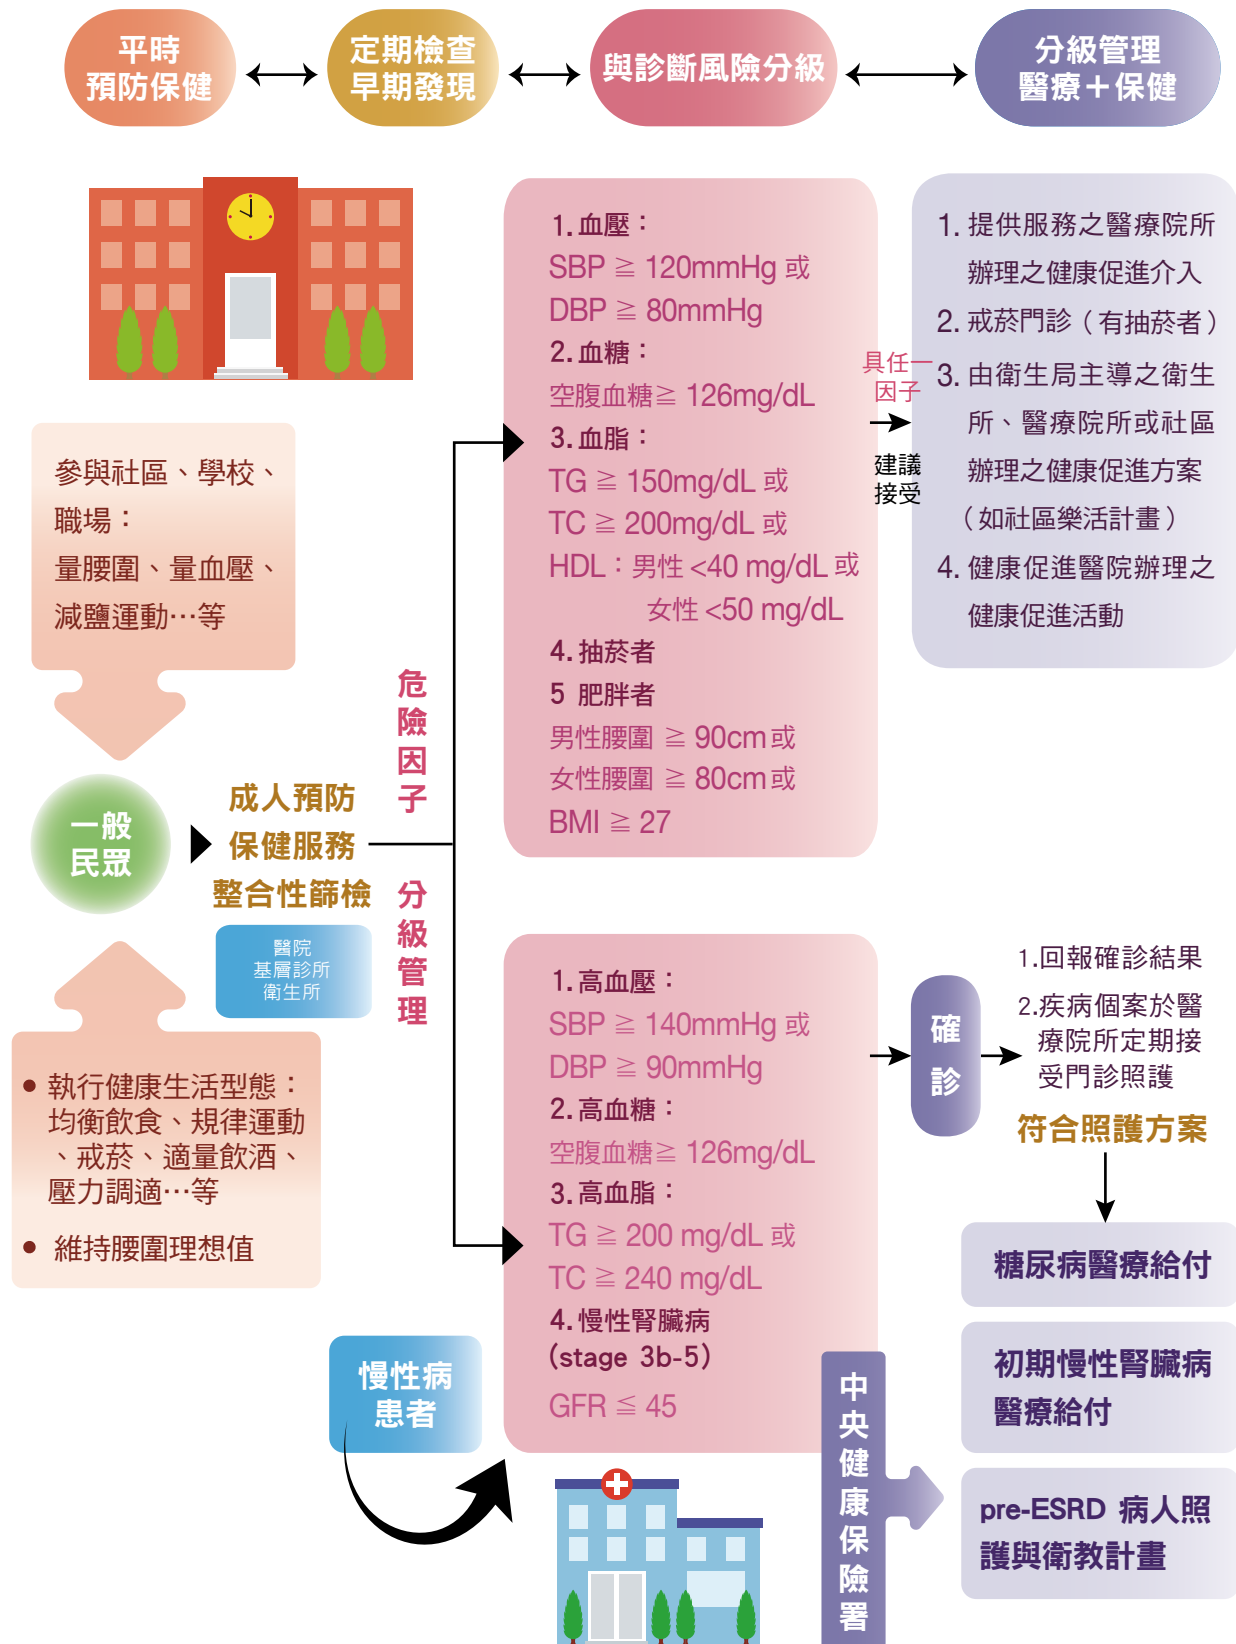 平時
預防保健
定期檢查
早期發現
與診斷風險分級
分級管理
醫療＋保健
參與社區、學校、
職場：
量腰圍、量血壓、
減鹽運動…等
一般
民眾
成人預防
保健服務
整合性篩檢
醫院
基層診所
衛生所
• 執行健康生活型態：
均衡飲食、規律運動
、戒菸、適量飲酒、
壓力調適…等
• 維持腰圍理想值
危險因子
分級管理
1. 血壓：
SBP ≧ 120mmHg 或
DBP ≧ 80mmHg
2. 血糖：
空腹血糖≧ 126mg/dL
3. 血脂：
TG ≧ 150mg/dL 或
TC ≧ 200mg/dL 或
HDL：男性 <40 mg/dL 或
女性 <50 mg/dL
4. 抽菸者
5 肥胖者
男性腰圍 ≧ 90cm 或
女性腰圍 ≧ 80cm 或
BMI ≧ 27
具任一
因子
建議
接受
1. 提供服務之醫療院所
辦理之健康促進介入
2. 戒菸門診（有抽菸者）
3. 由衛生局主導之衛生
所、醫療院所或社區
辦理之健康促進方案
（如社區樂活計畫）
4. 健康促進醫院辦理之
健康促進活動
1. 高血壓：
SBP ≧ 140mmHg 或
DBP ≧ 90mmHg
2. 高血糖：
空腹血糖≧ 126mg/dL
3. 高血脂：
TG ≧ 200 mg/dL 或
TC ≧ 240 mg/dL
4. 慢性腎臟病
(stage 3b-5)
GFR ≦ 45
慢性病
患者
確診
1.回報確診結果
2.疾病個案於醫
療院所定期接
受門診照護
符合照護方案
中央健康保險署
糖尿病醫療給付
初期慢性腎臟病
醫療給付
pre-ESRD 病人照
護與衛教計畫